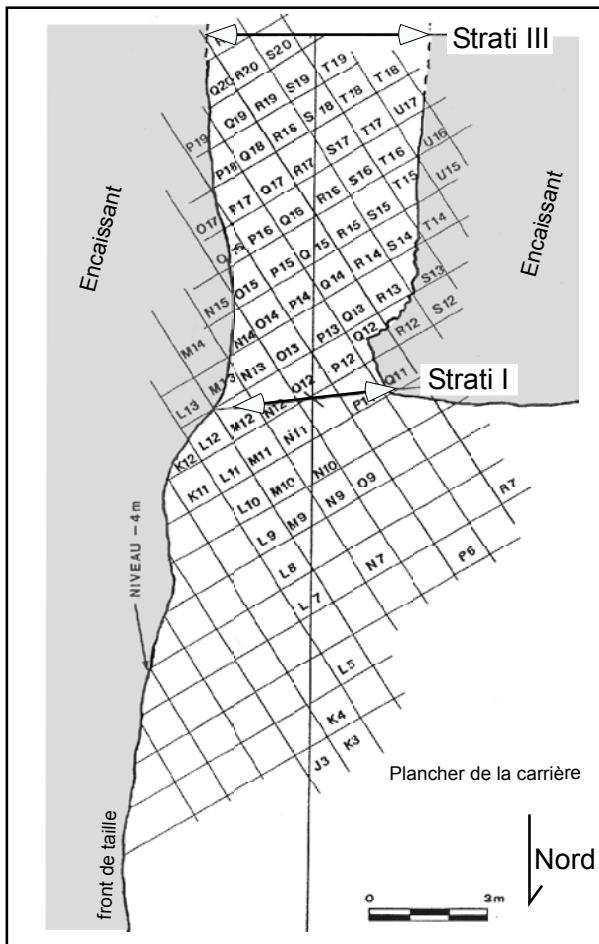 Strati III
S20
R20
T19
Q20
S19
T18
R19
T18
Q19
S18
U17
P19
R18
T17
Q18
S17
U16
P18
R17
T16
Encaissant
Q17
S16
U15
P17
R16
T15
Encaissant
O17
Q16
S15
T14
P16
R15
S14
Q15
R14
S13
P15
Q14
R13
S12
O15
P14
Q13
R12
N15
O14
P13
Q12
M14
N14
O13
P12
Q11
N13
O12
Strati I
L13
M13
N12
M12
N11
L12
M11
N10
K12
L11
M10
O9
K11
L10
N9
R7
M9
L9
N7
P6
L8
L7
NIVEAU – 4m
L5
K4
K3
J3
Plancher de la carrière
front de taille
Nord
0